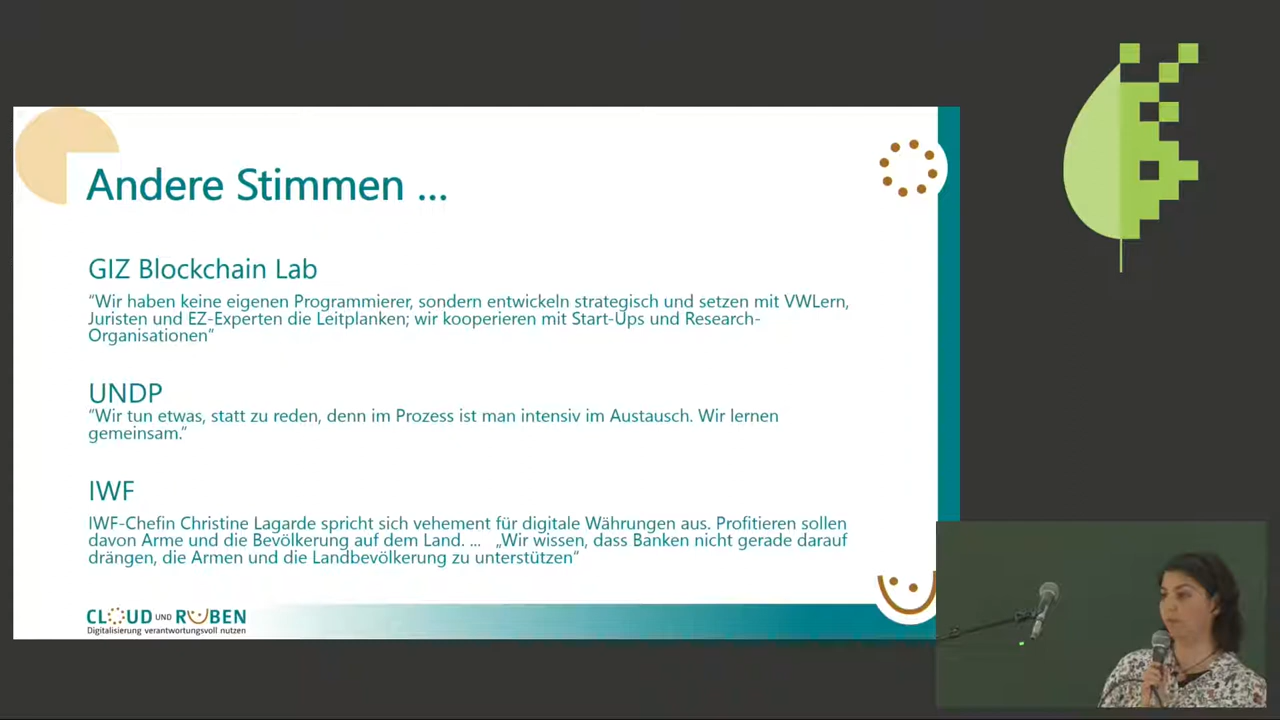 Andere Stimmen ...
GIZ Blockchain Lab
“Wir haben keine eigenen Programmierer, sondern entwickeln strategisch und setzen mit VWLern,
Juristen und EZ-Experten die Leitplanken; wir kooperieren mit Start-Ups und Research-
Organisationen”
UNDP
“Wir tun etwas, statt zu reden, denn im Prozess ist man intensiv im Austausch. Wir lernen
gemeinsam.”
IWF
IWF-Chefin Christine Lagarde spricht sich vehement für digitale Währungen aus. Profitieren sollen
davon Arme und die Bevölkerung auf dem Land. ... „Wir wissen, dass Banken nicht gerade darauf
drängen, die Armen und die Landbevölkerung zu unterstützen“
CLOUD UND RUBEN
Digitalisierung verantwortungsvoll nutzen